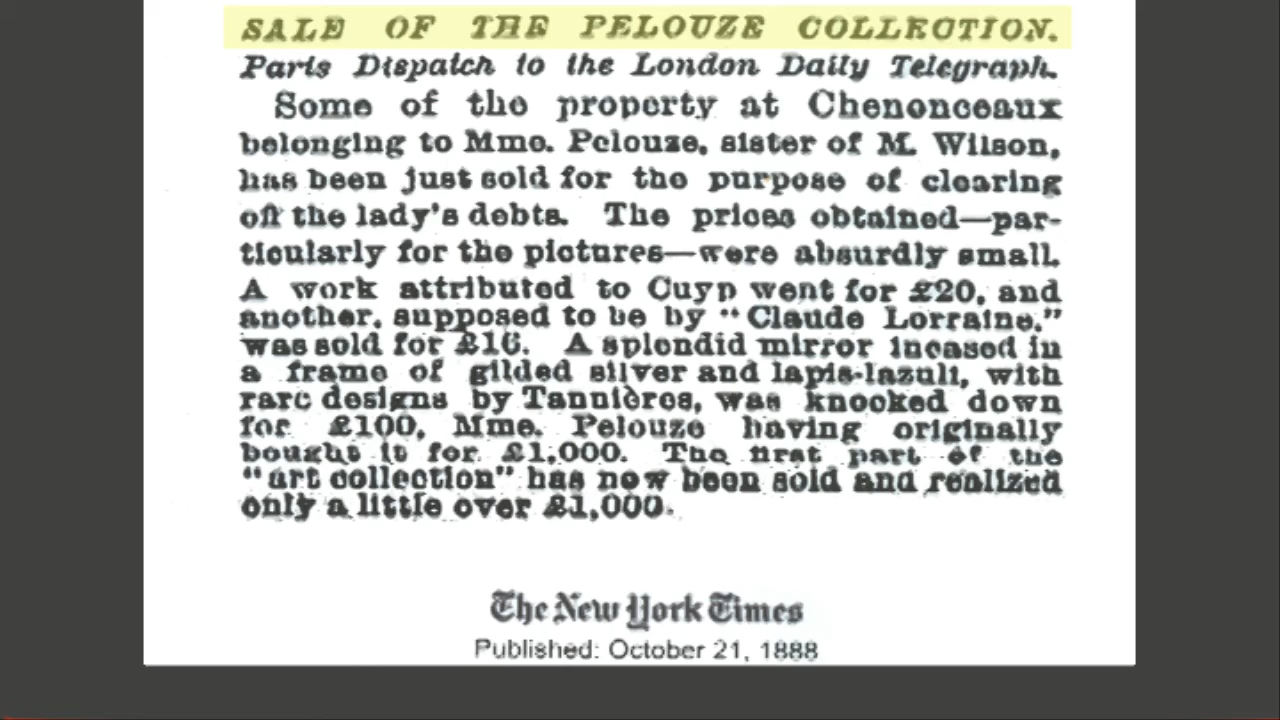 SALE OF THE PELOUZE COLLECTION.
Paris Dispatch to the London Daily Telegraph.
Some of the property at Chenonceaux
belonging to Mme. Pelouze, sister of M. Wilson,
has been just sold for the purpose of clearing
off the lady's debts. The prices obtained—par-
ticularly for the pictures—were absurdly small.
A work attributed to Cuyp went for £20, and
another, supposed to be by "Claude Lorraine,"
was sold for £16. A splendid mirror incased in
a frame of gilded silver and lapis-lazuli, with
rare designs by Tannières, was knocked down
for £100, Mme. Pelouze having originally
bought it for £1,000. The first part of the
"art collection" has now been sold and realized
only a little over £1,000.
The New York Times
Published: October 21, 1888